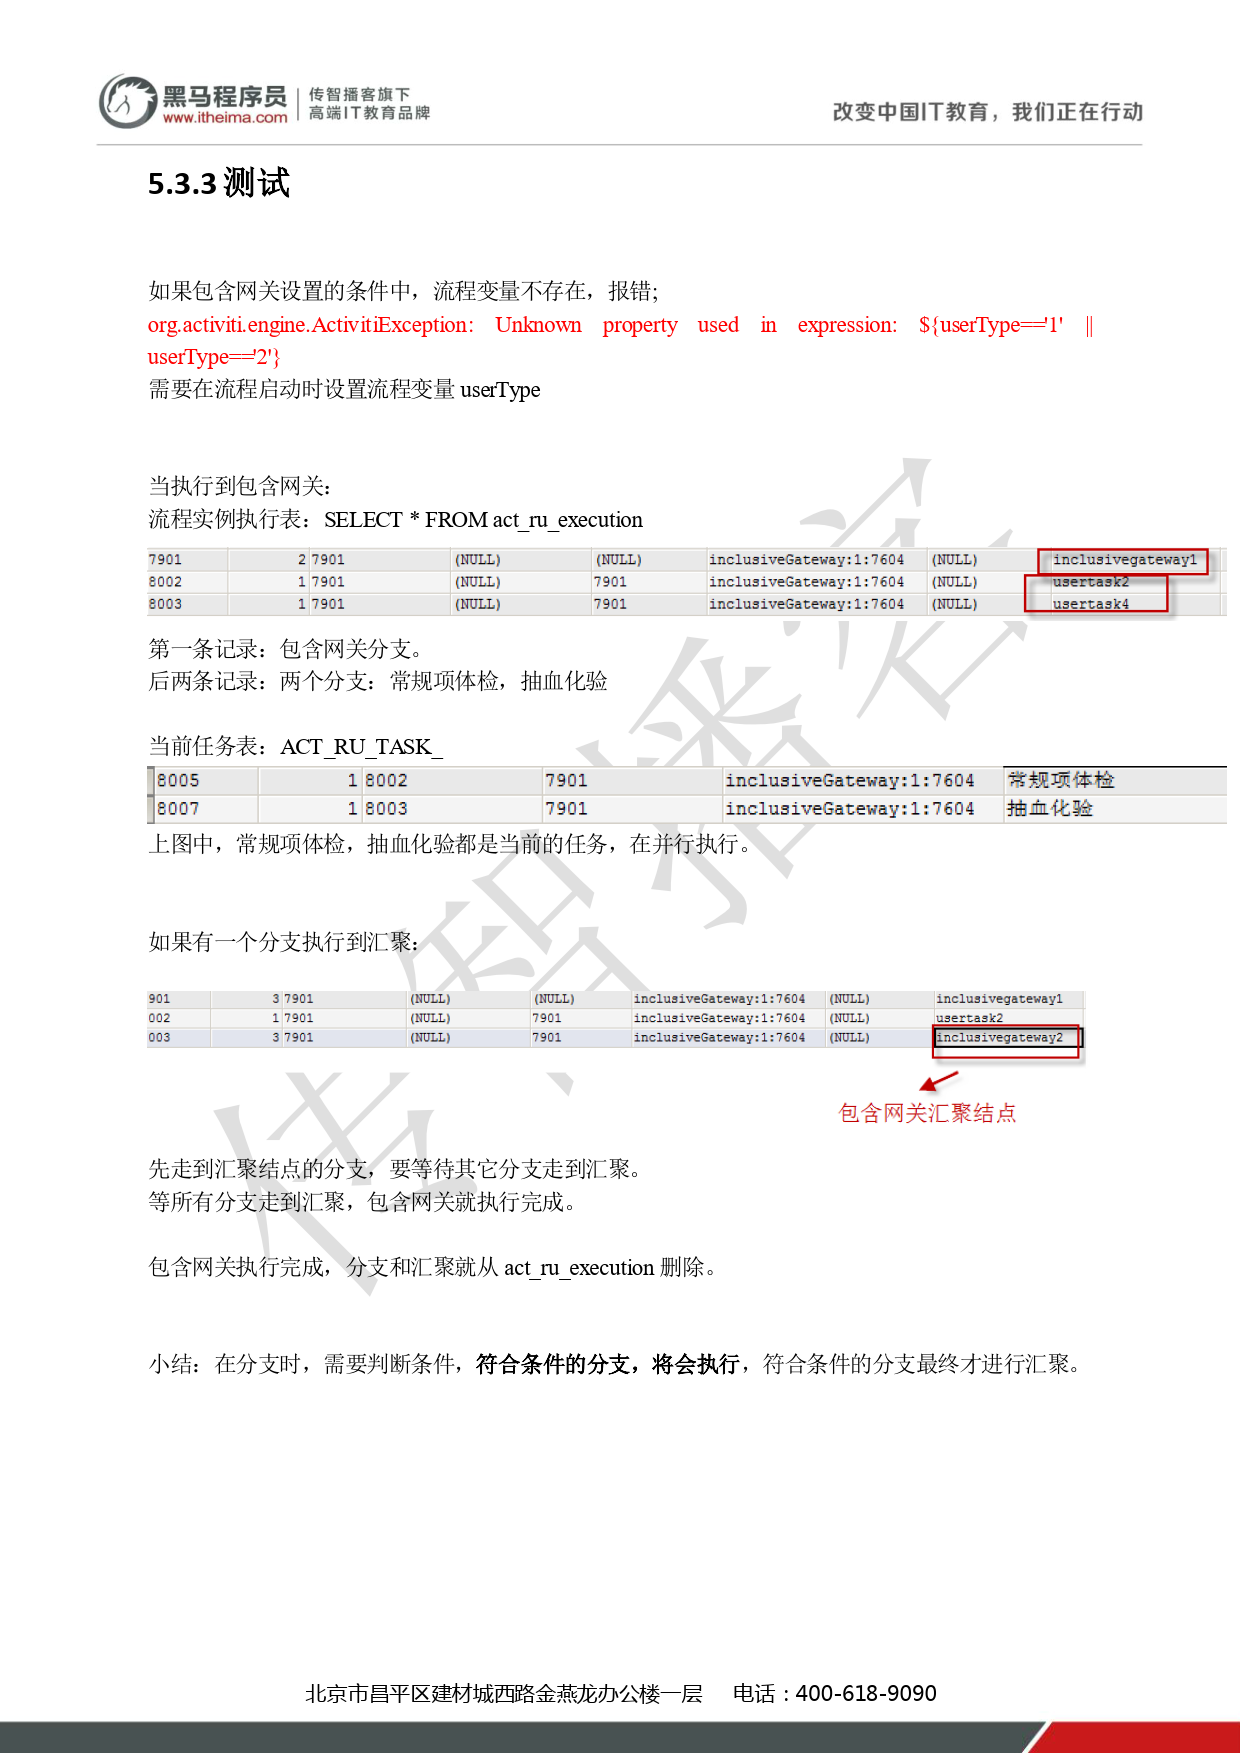 黑马程序员
www.itheima.com
传智播客旗下
高端IT教育品牌
改变中国IT教育，我们正在行动
5.3.3 测试
如果包含网关设置的条件中，流程变量不存在，报错;
org.activiti.engine.ActivitiException: Unknown property used in expression: ${userType=='1' ||
userType=='2'}
需要在流程启动时设置流程变量 userType
当执行到包含网关：
流程实例执行表：SELECT * FROM act_ru_execution
7901 2 7901 (NULL) (NULL) inclusiveGateway:1:7604 (NULL) inclusivegateway1
8002 1 7901 (NULL) 7901 inclusiveGateway:1:7604 (NULL) usertask2
8003 1 7901 (NULL) 7901 inclusiveGateway:1:7604 (NULL) usertask4
第一条记录：包含网关分支。
后两条记录：两个分支：常规项体检，抽血化验
当前任务表：ACT_RU_TASK_
8005 1 8002 7901 inclusiveGateway:1:7604 常规项体检
8007 1 8003 7901 inclusiveGateway:1:7604 抽血化验
上图中，常规项体检，抽血化验都是当前的任务，在并行执行。
如果有一个分支执行到汇聚：
901 3 7901 (NULL) (NULL) inclusiveGateway:1:7604 (NULL) inclusivegateway1
002 1 7901 (NULL) 7901 inclusiveGateway:1:7604 (NULL) usertask2
003 3 7901 (NULL) 7901 inclusiveGateway:1:7604 (NULL) inclusivegateway2
包含网关汇聚结点
先走到汇聚结点的分支，要等待其它分支走到汇聚。
等所有分支走到汇聚，包含网关就执行完成。
包含网关执行完成，分支和汇聚就从 act_ru_execution 删除。
小结：在分支时，需要判断条件，符合条件的分支，将会执行，符合条件的分支最终才进行汇聚。
传智播客
北京市昌平区建材城西路金燕龙办公楼一层 电话：400-618-9090